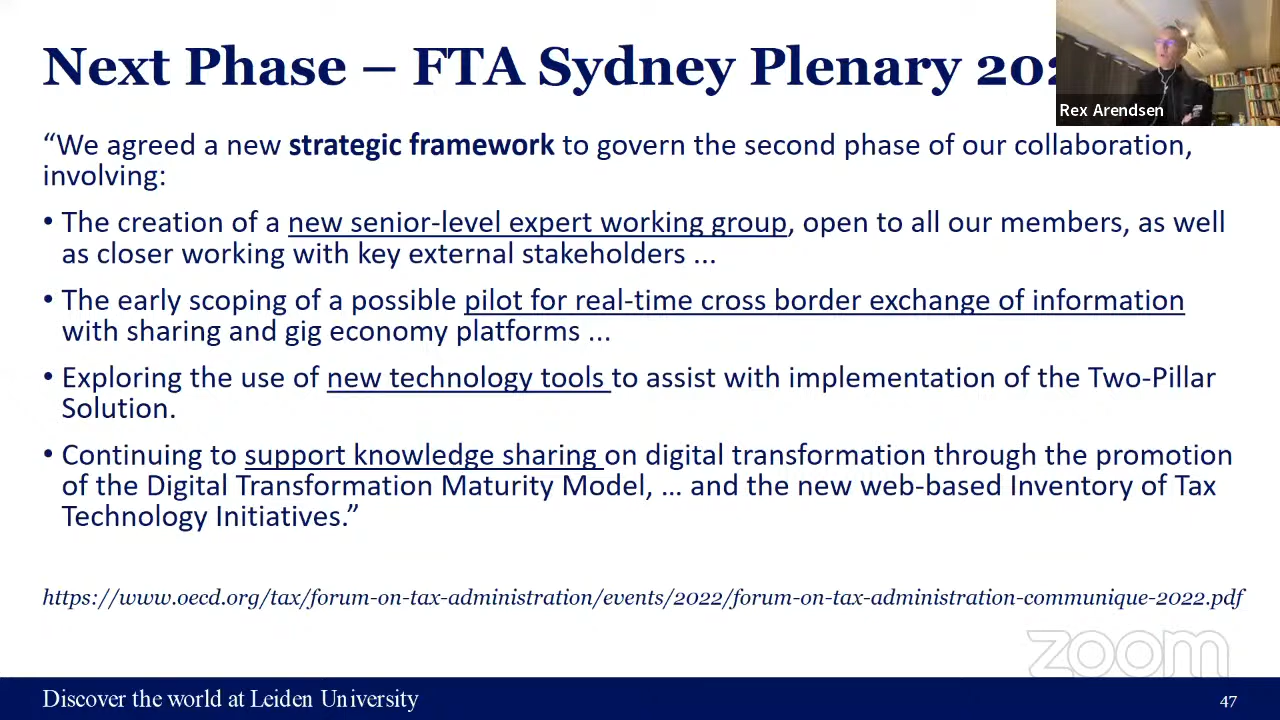 Next Phase – FTA Sydney Plenary 202
Rex Arendsen
“We agreed a new strategic framework to govern the second phase of our collaboration,
involving:
• The creation of a new senior-level expert working group, open to all our members, as well
as closer working with key external stakeholders ...
• The early scoping of a possible pilot for real-time cross border exchange of information
with sharing and gig economy platforms ...
• Exploring the use of new technology tools to assist with implementation of the Two-Pillar
Solution.
• Continuing to support knowledge sharing on digital transformation through the promotion
of the Digital Transformation Maturity Model, ... and the new web-based Inventory of Tax
Technology Initiatives.”
https://www.oecd.org/tax/forum-on-tax-administration/events/2022/forum-on-tax-administration-communique-2022.pdf
zoom
Discover the world at Leiden University
47